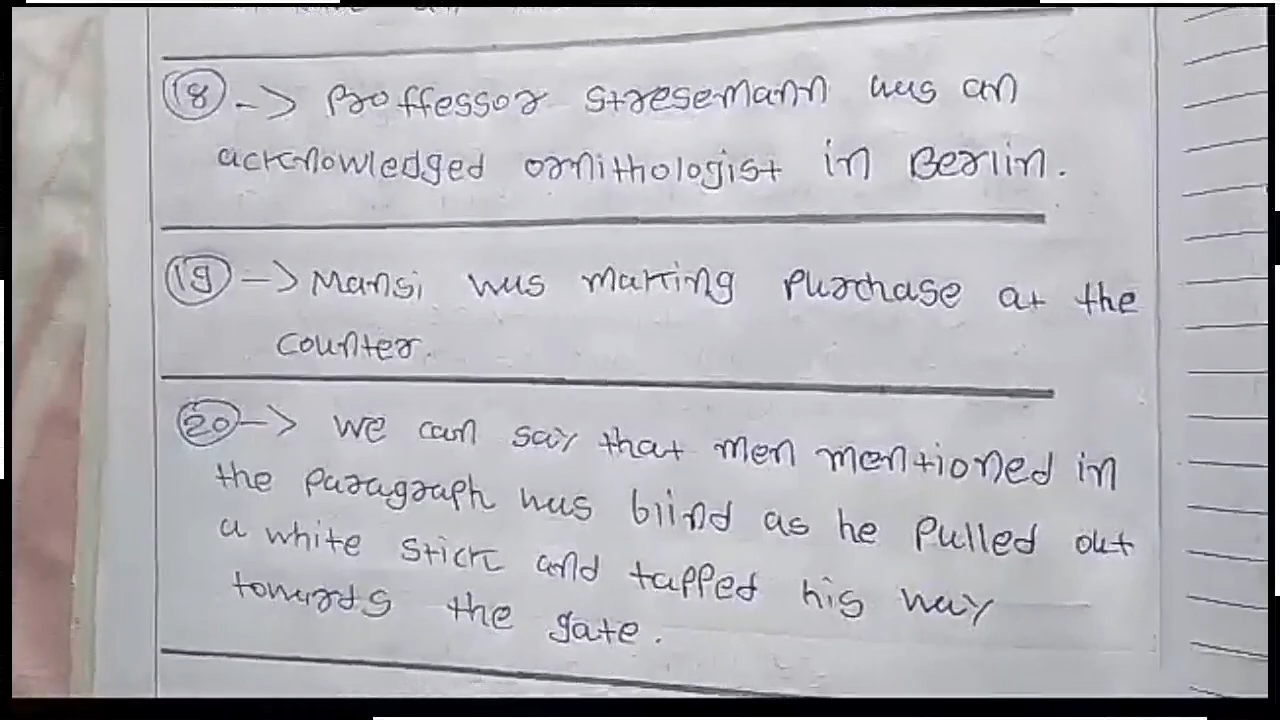 18 -> Proffessor Stresemann was an
acknowledged ornithologist in Berlin.
19 -> Mansi was making Purchase at the
counter.
20 -> We can say that men mentioned in
the Paragraph was blind as he Pulled out
a white stick and tapped his way
towards the gate.